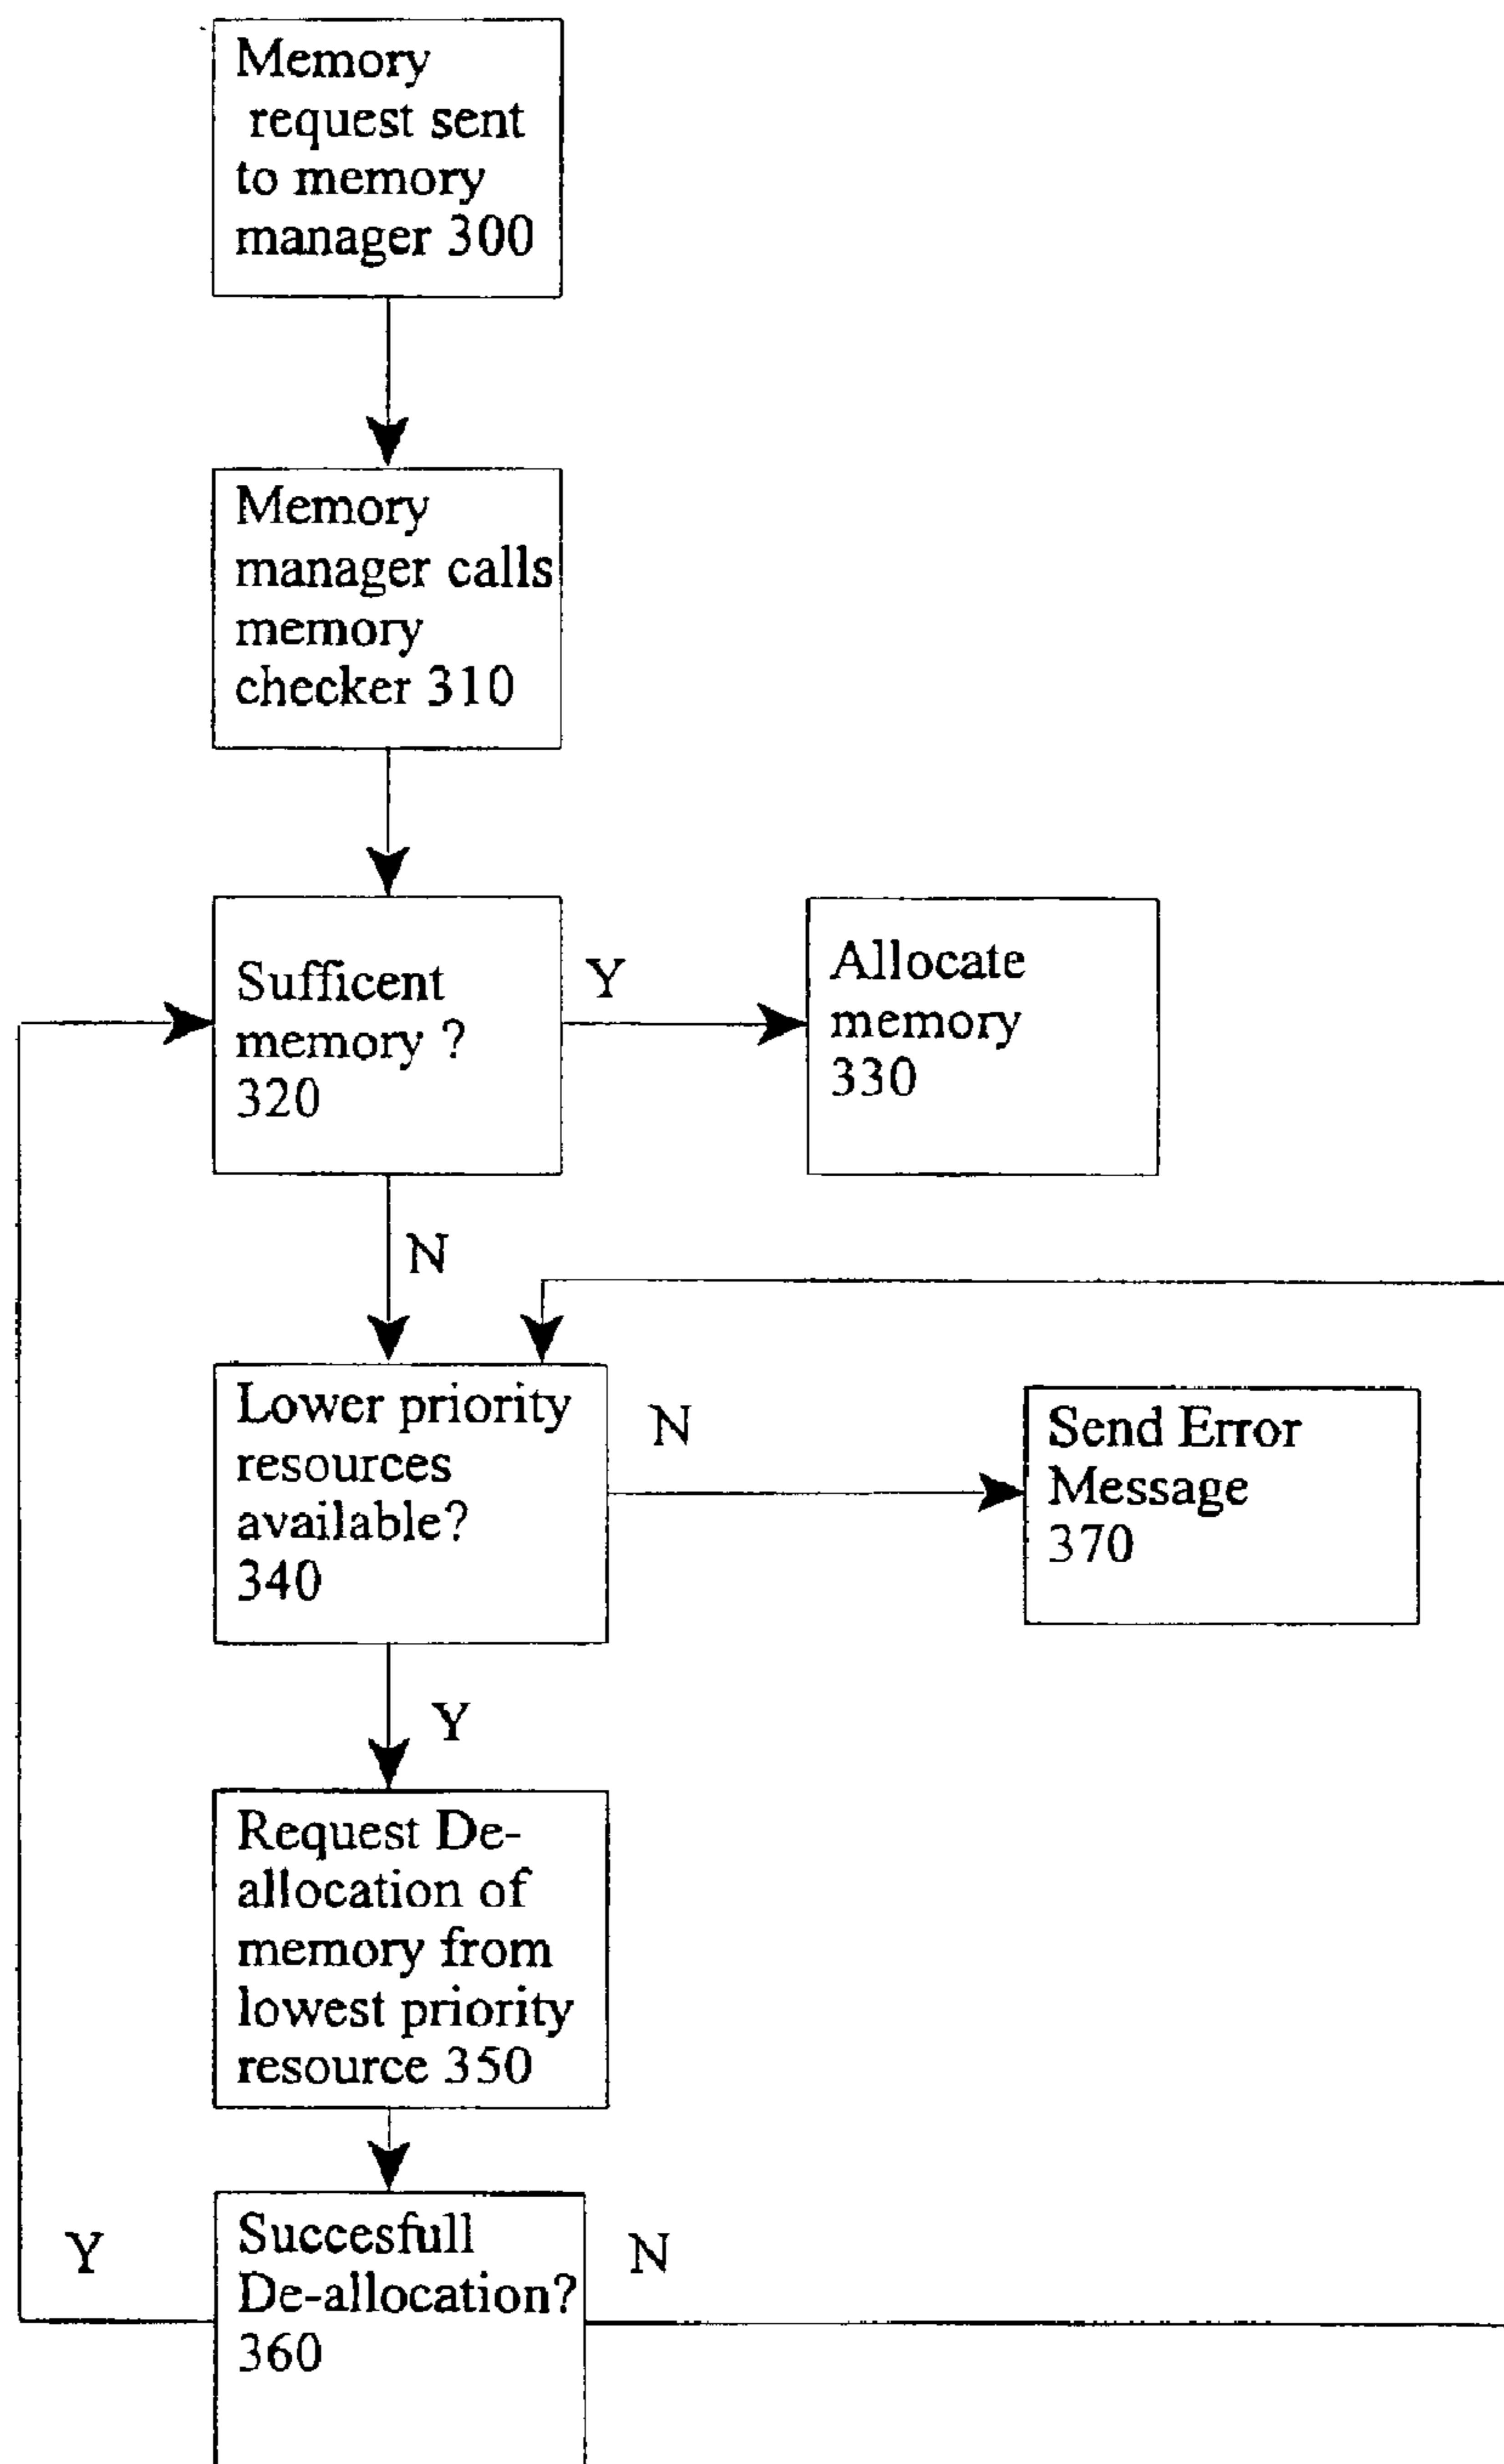 Memory
request sent
to memory
manager 300
Memory
manager calls
memory
checker 310
Sufficent
memory ?
320
Y
Allocate
memory
330
N
Lower priority
resources
available?
340
N
Send Error
Message
370
Y
Request De-
allocation of
memory from
lowest priority
resource 350
Y
Succesfull
De-allocation?
360
N